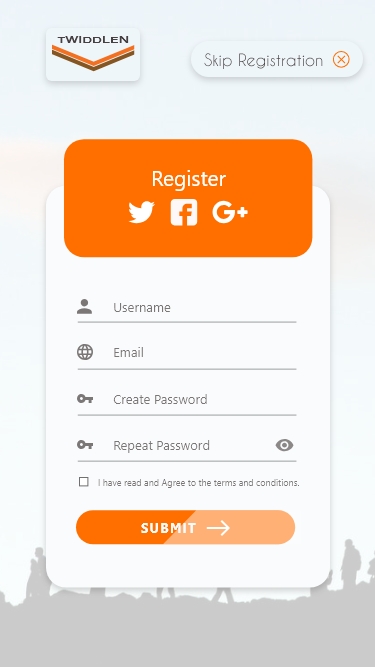 TWIDDLEN
Skip Registration
Register
Username
Email
Create Password
Repeat Password
I have read and Agree to the terms and conditions.
SUBMIT